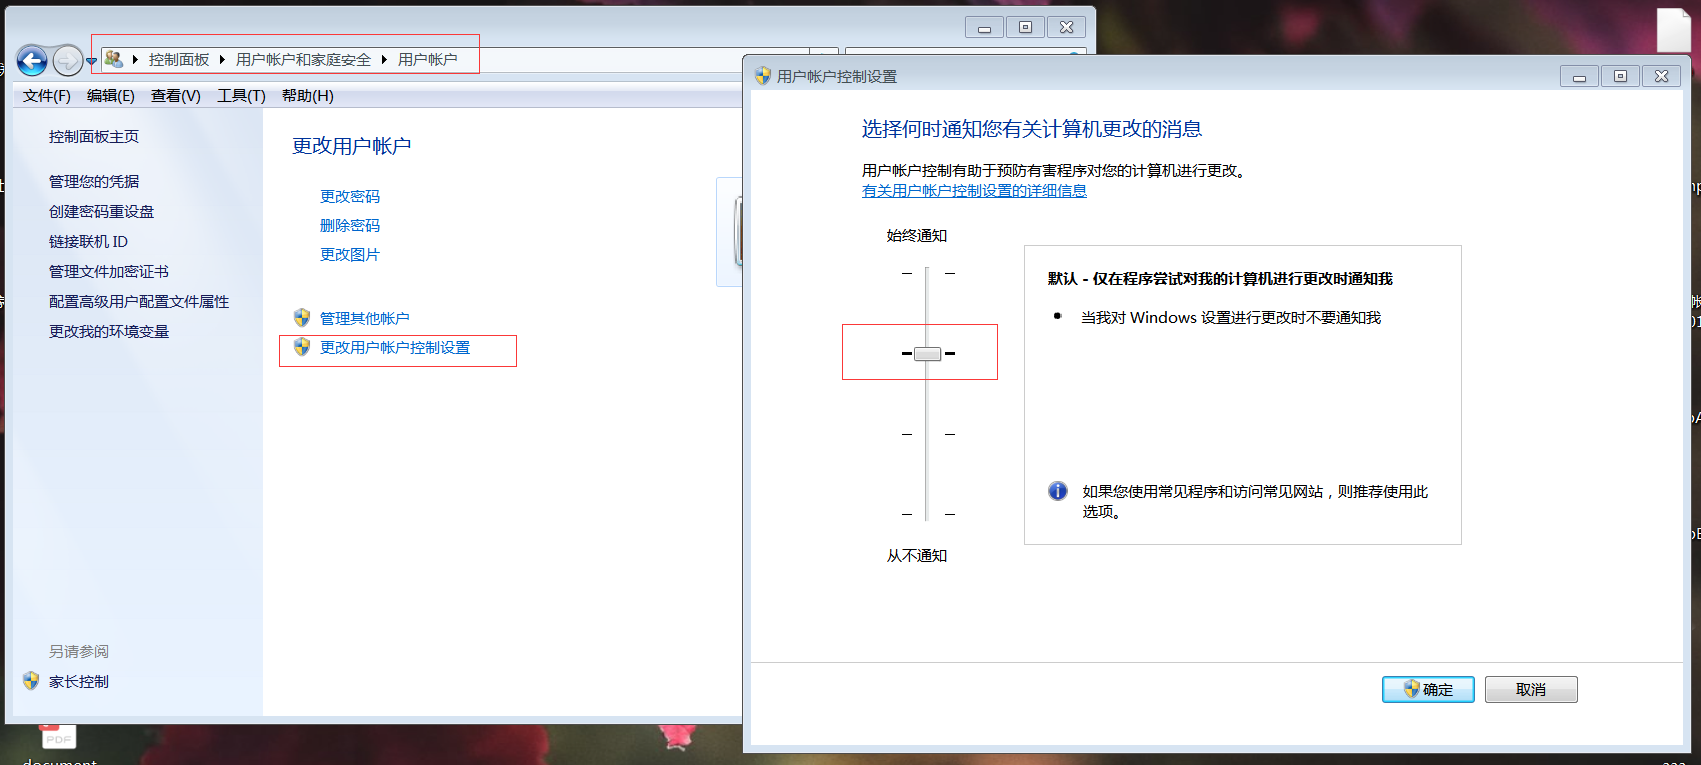 控制面板 用户帐户和家庭安全 用户帐户
文件(F) 编辑(E) 查看(V) 工具(T) 帮助(H)
控制面板主页
管理您的凭据
创建密码重设盘
链接联机 ID
管理文件加密证书
配置高级用户配置文件属性
更改我的环境变量
另请参阅
家长控制
更改用户帐户
更改密码
删除密码
更改图片
管理其他帐户
更改用户帐户控制设置
用户帐户控制设置
选择何时通知您有关计算机更改的消息
用户帐户控制有助于预防有害程序对您的计算机进行更改。
有关用户帐户控制设置的详细信息
始终通知
默认 - 仅在程序尝试对我的计算机进行更改时通知我
当我对 Windows 设置进行更改时不要通知我
如果您使用常见程序和访问常见网站，则推荐使用此
选项。
从不通知
确定 取消
PDF
document